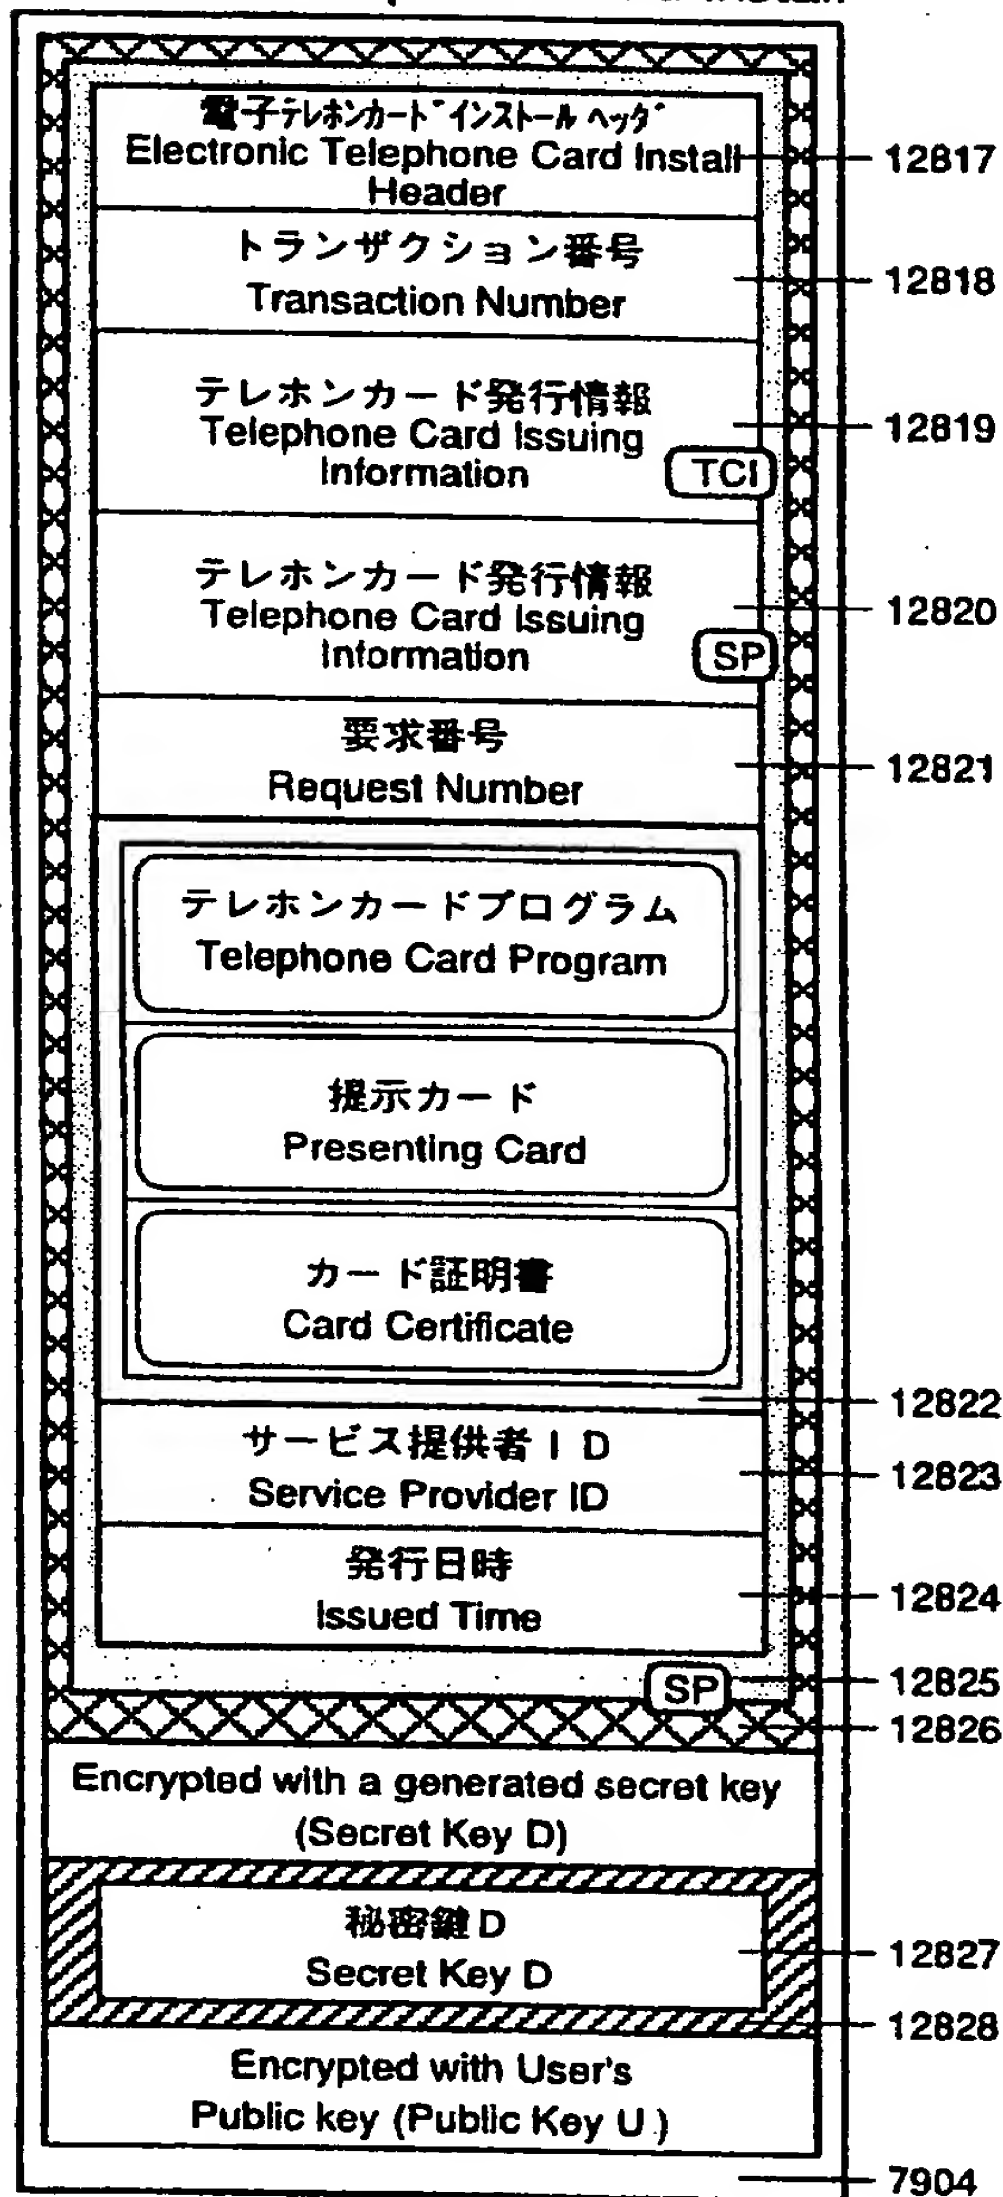 電子テレホンカードインストールヘッダ
Electronic Telephone Card Install
Header
12817
トランザクション番号
Transaction Number
12818
テレホンカード発行情報
Telephone Card Issuing
Information
TCI
12819
テレホンカード発行情報
Telephone Card Issuing
Information
SP
12820
要求番号
Request Number
12821
テレホンカードプログラム
Telephone Card Program
提示カード
Presenting Card
カード証明書
Card Certificate
12822
サービス提供者ID
Service Provider ID
12823
発行日時
Issued Time
12824
SP
12825
12826
Encrypted with a generated secret key
(Secret Key D)
秘密鍵D
Secret Key D
12827
12828
Encrypted with User's
Public key (Public Key U )
7904